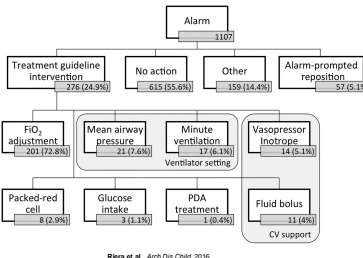 Alarm
1107
Treatment guideline
intervention
276 (24.9%)
No action
615 (55.6%)
Other
159 (14.4%)
Alarm-prompted
reposition
57 (5.1%
FiO2
adjustment
201 (72.8%)
Mean airway
pressure
21 (7.6%)
Minute
ventilation
17 (6.1%)
Vasopressor
Inotrope
14 (5.1%)
Ventilator setting
Packed-red
cell
8 (2.9%)
Glucose
intake
3 (1.1%)
PDA
treatment
1 (0.4%)
Fluid bolus
11 (4%)
CV support
Riera et al. Arch Dis Child. 2016